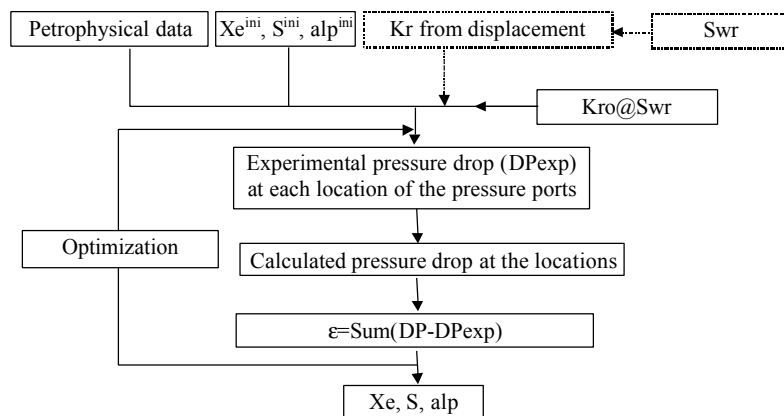 Petrophysical data
Xe^ini, S^ini, alp^ini
Kr from displacement
Swr
Kro@Swr
Experimental pressure drop (DPexp)
at each location of the pressure ports
Optimization
Calculated pressure drop at the locations
ε=Sum(DP-DPexp)
Xe, S, alp